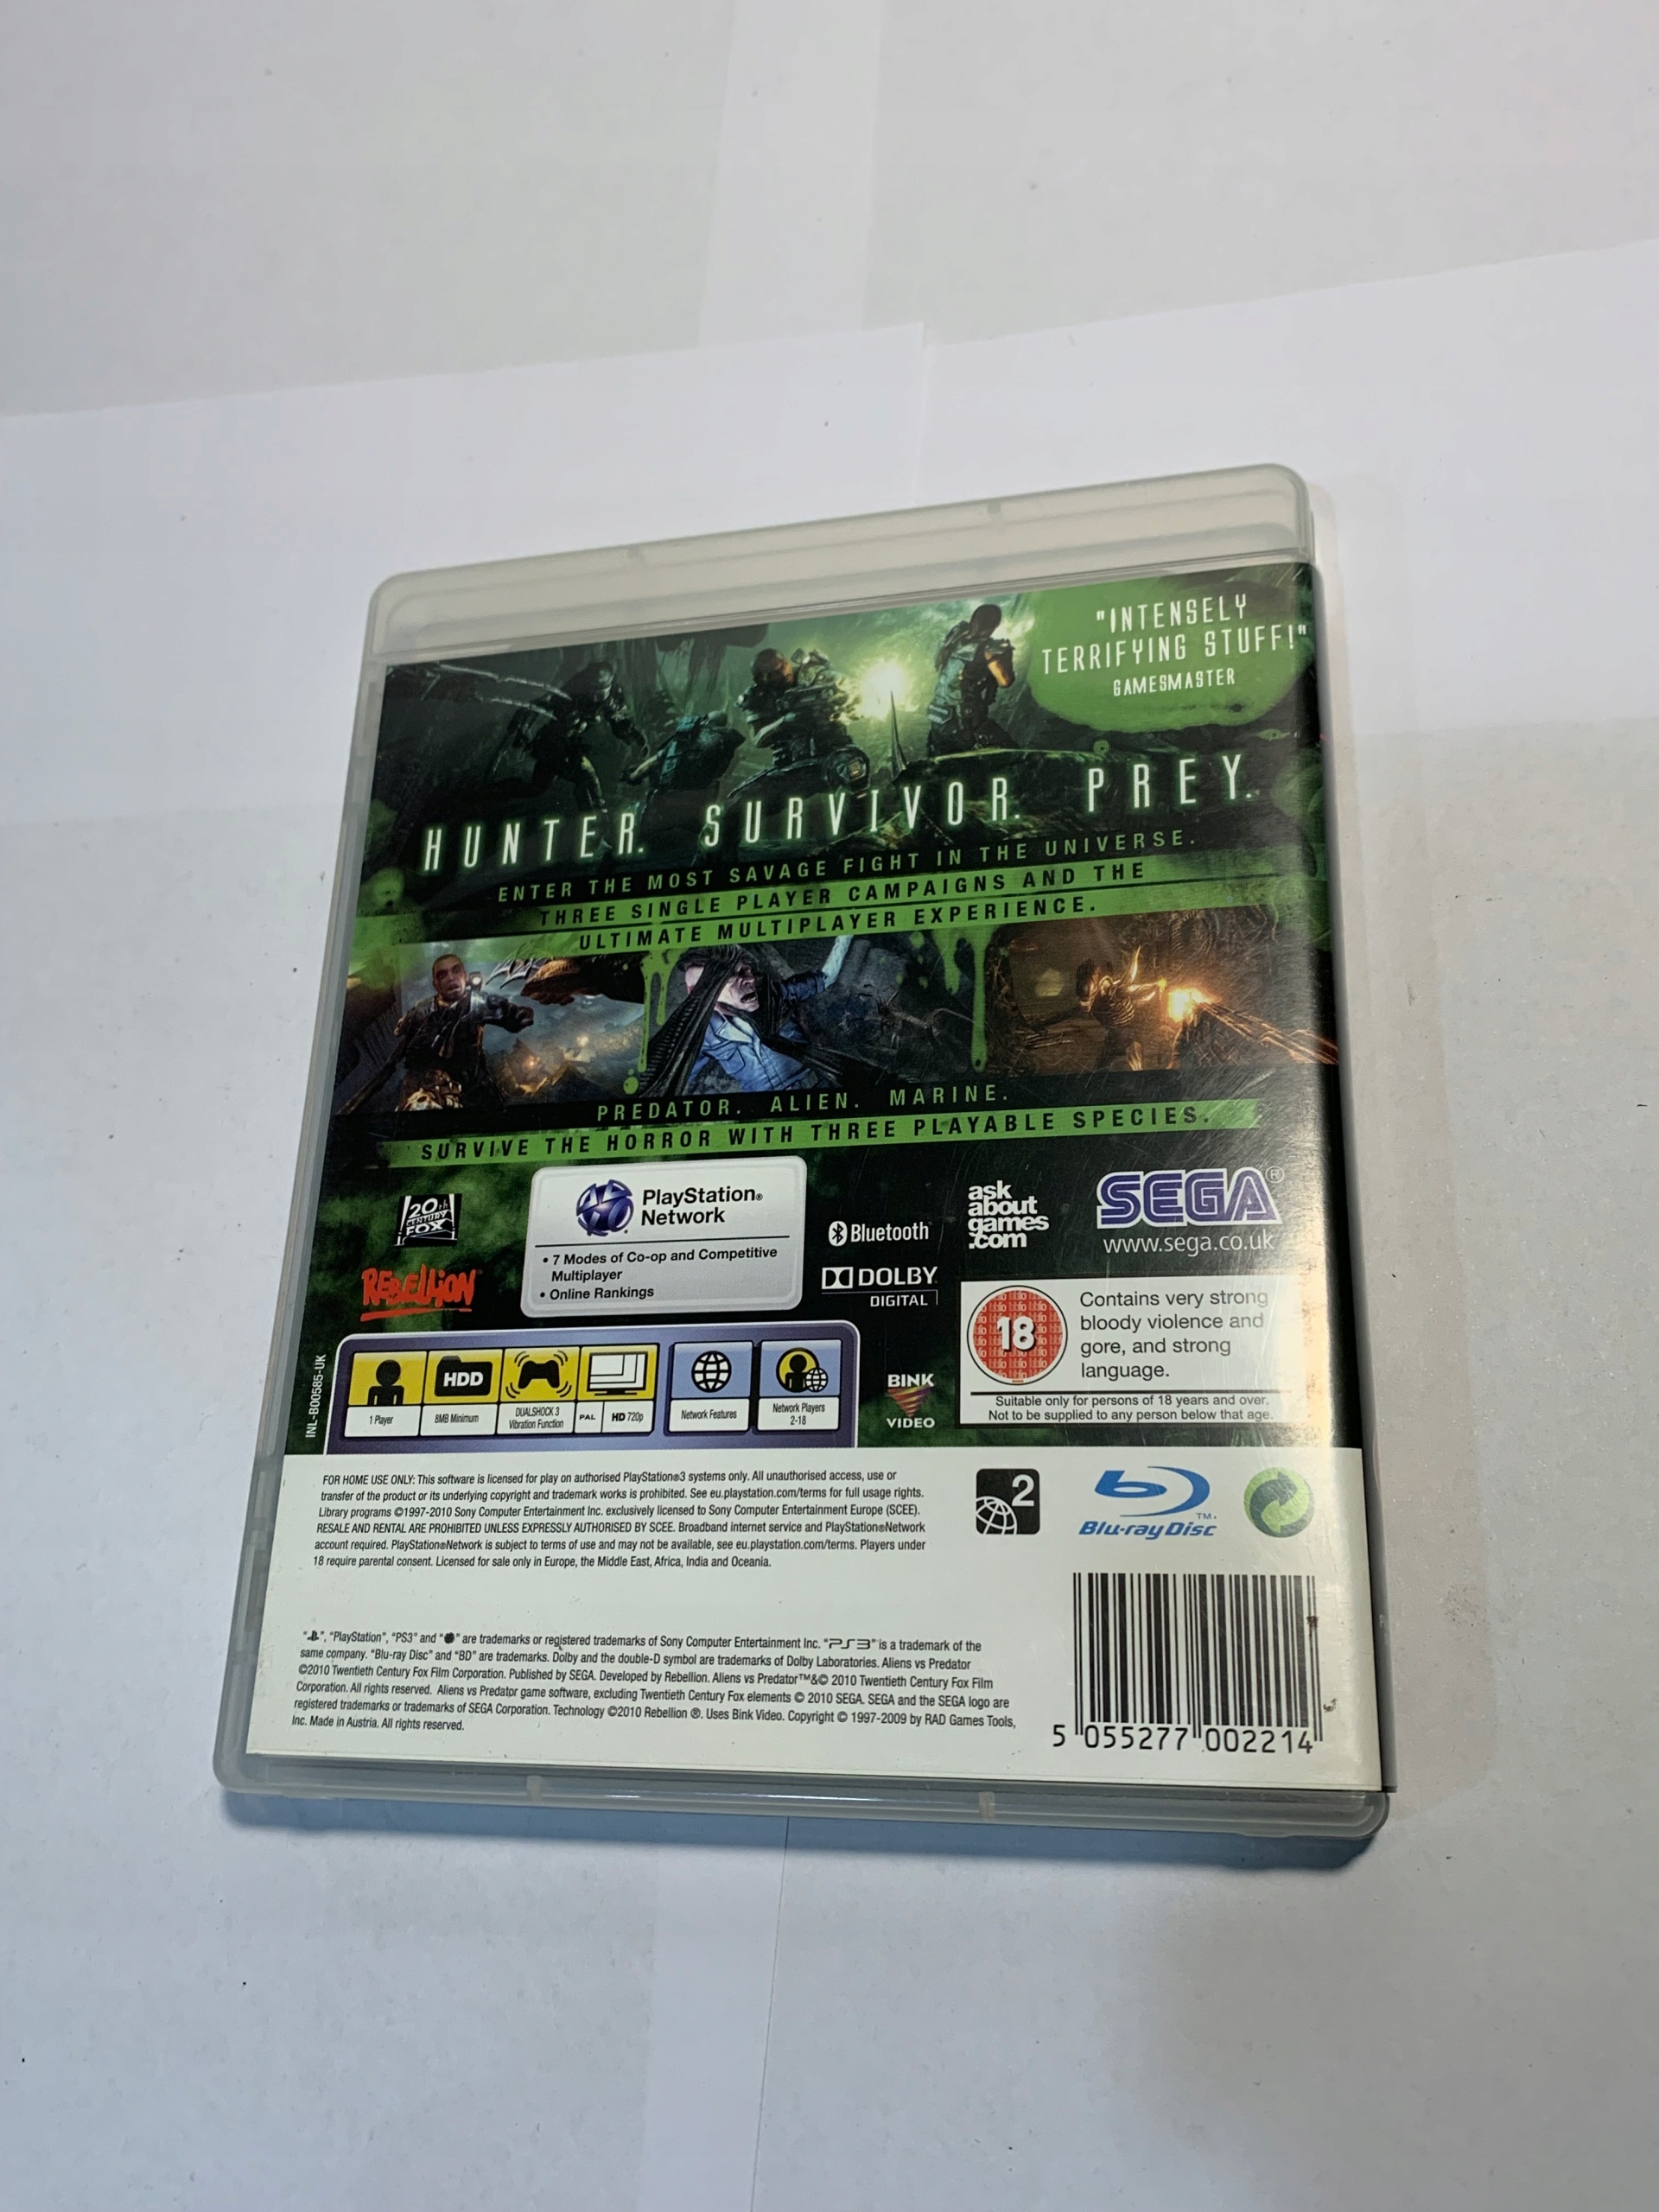 "INTENSELY
TERRIFYING STUFF!"
GAMESMASTER
HUNTER. SURVIVOR. PREY.
ENTER THE MOST SAVAGE FIGHT IN THE UNIVERSE.
THREE SINGLE PLAYER CAMPAIGNS AND THE
ULTIMATE MULTIPLAYER EXPERIENCE.
PREDATOR. ALIEN. MARINE.
SURVIVE THE HORROR WITH THREE PLAYABLE SPECIES.
20th
CENTURY
FOX
REBELLION
PlayStation®
Network
• 7 Modes of Co-op and Competitive
Multiplayer
• Online Rankings
Bluetooth
DOLBY
DIGITAL
ask
about
games
.com
SEGA®
www.sega.co.uk
18
Contains very strong
bloody violence and
gore, and strong
language.
Suitable only for persons of 18 years and over.
Not to be supplied to any person below that age.
INL-B00585-UK
HDD
1 Player
8MB Minimum
DUALSHOCK 3
Vibration Function
PAL
HD 720p
Network Features
Network Players
2-18
BINK
VIDEO
FOR HOME USE ONLY: This software is licensed for play on authorised PlayStation®3 systems only. All unauthorised access, use or
transfer of the product or its underlying copyright and trademark works is prohibited. See eu.playstation.com/terms for full usage rights.
Library programs ©1997-2010 Sony Computer Entertainment Inc. exclusively licensed to Sony Computer Entertainment Europe (SCEE).
RESALE AND RENTAL ARE PROHIBITED UNLESS EXPRESSLY AUTHORISED BY SCEE. Broadband internet service and PlayStation®Network
account required. PlayStation®Network is subject to terms of use and may not be available, see eu.playstation.com/terms. Players under
18 require parental consent. Licensed for sale only in Europe, the Middle East, Africa, India and Oceania.
2
Blu-ray Disc™
"", "PlayStation", "PS3" and "" are trademarks or registered trademarks of Sony Computer Entertainment Inc. "PS3" is a trademark of the
same company. "Blu-ray Disc" and "BD" are trademarks. Dolby and the double-D symbol are trademarks of Dolby Laboratories. Aliens vs Predator
©2010 Twentieth Century Fox Film Corporation. Published by SEGA. Developed by Rebellion. Aliens vs Predator™&© 2010 Twentieth Century Fox Film
Corporation. All rights reserved. Aliens vs Predator game software, excluding Twentieth Century Fox elements © 2010 SEGA. SEGA and the SEGA logo are
registered trademarks or trademarks of SEGA Corporation. Technology ©2010 Rebellion ®. Uses Bink Video. Copyright © 1997-2009 by RAD Games Tools,
Inc. Made in Austria. All rights reserved.
5 055277 002214